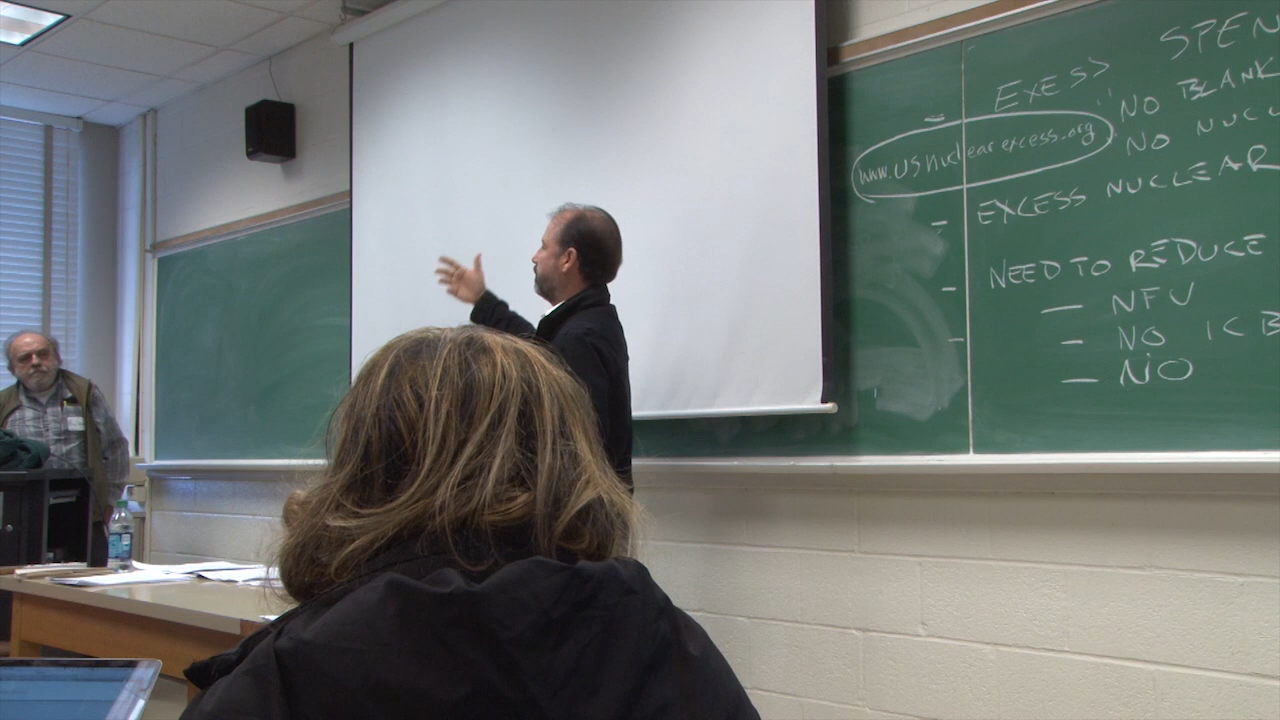 EXESS SPEN
" NO BLANK
www.usnuclearexcess.org
NO NUCL
- EXCESS NUCLEAR
- NEED TO REDUCE
- NFU
- NO ICB
- NO